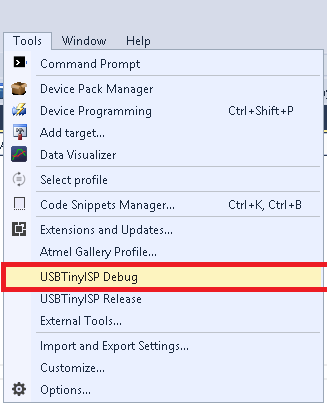 Tools Window Help
Command Prompt
Device Pack Manager
Device Programming Ctrl+Shift+P
Add target...
Data Visualizer
Select profile
Code Snippets Manager... Ctrl+K, Ctrl+B
Extensions and Updates...
Atmel Gallery Profile...
USBTinyISP Debug
USBTinyISP Release
External Tools...
Import and Export Settings...
Customize...
Options...